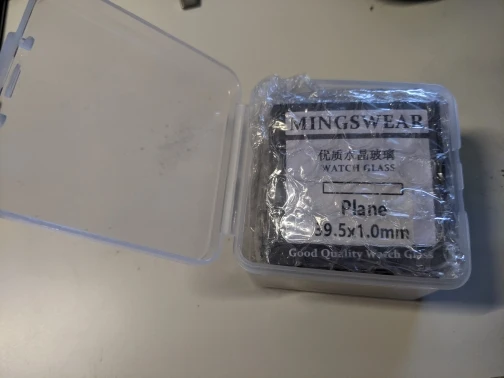 MINGSWEAR
优质水晶玻璃
WATCH GLASS
Plane
39.5x1.0mm
Good Quality Watch Glass